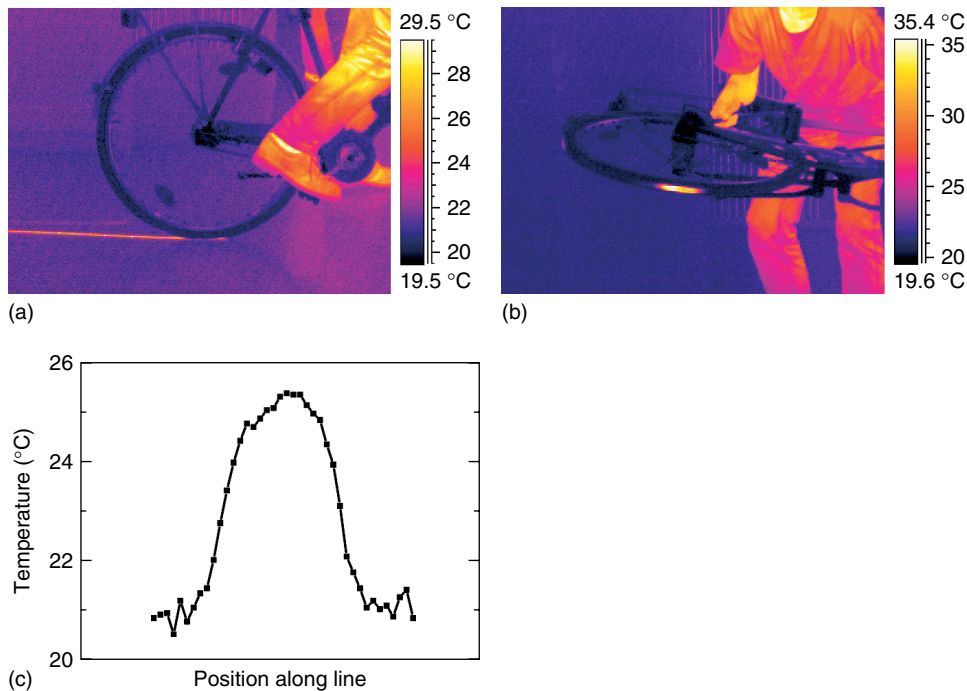 29.5 °C
28
26
24
22
20
19.5 °C
(a)
35.4 °C
35
30
25
20
19.6 °C
(b)
26
24
22
20
Temperature (°C)
Position along line
(c)